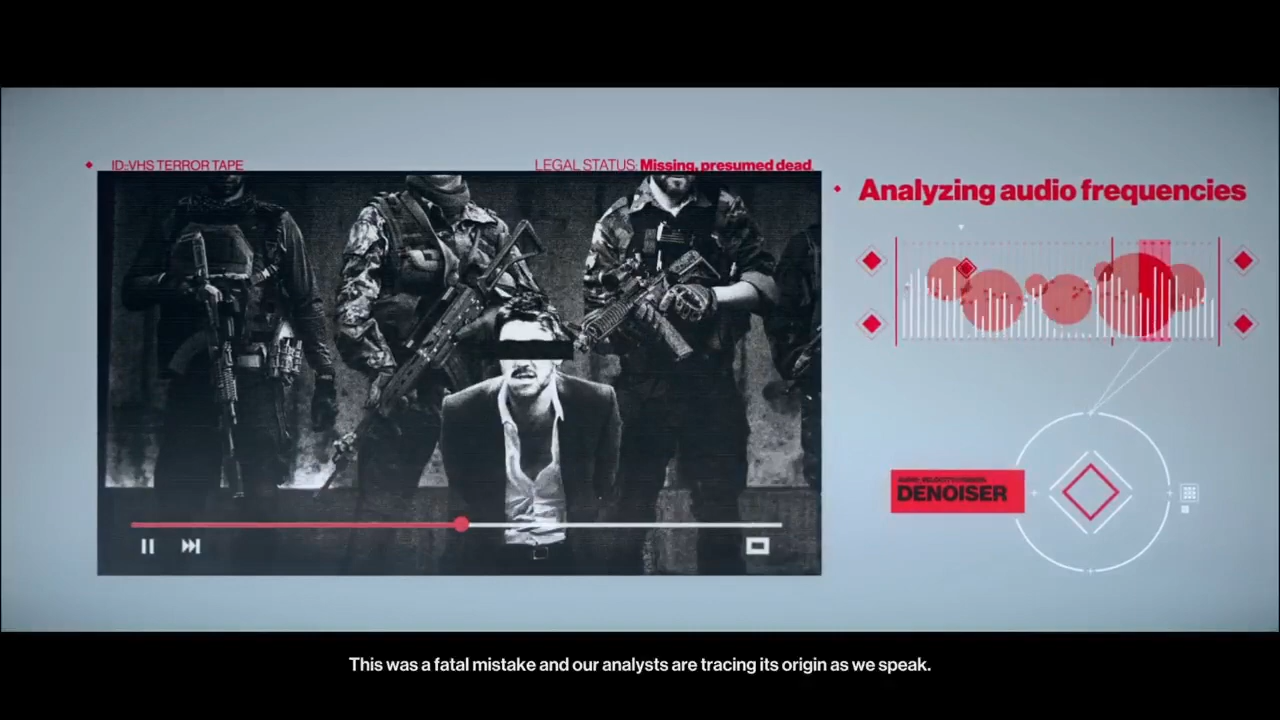 ID::VHS TERROR TAPE
LEGAL STATUS: Missing, presumed dead
Analyzing audio frequencies
DENOISER
This was a fatal mistake and our analysts are tracing its origin as we speak.